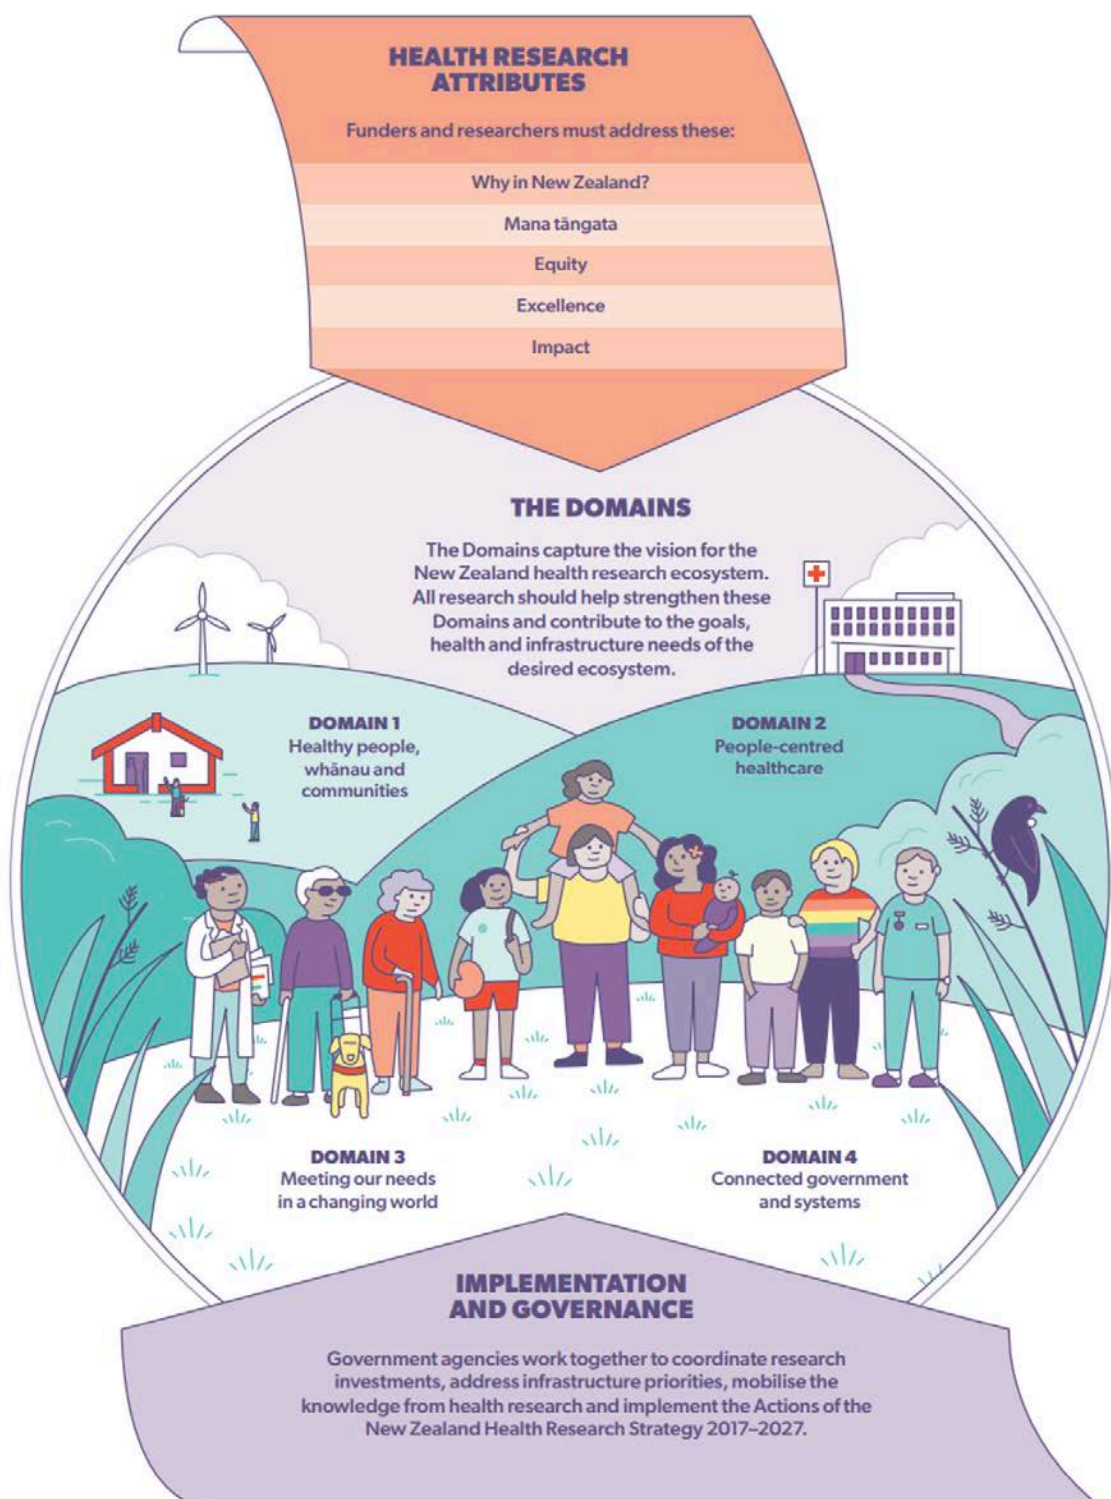 HEALTH RESEARCH
ATTRIBUTES
Funders and researchers must address these:
Why in New Zealand?
Mana tāngata
Equity
Excellence
Impact
THE DOMAINS
The Domains capture the vision for the
New Zealand health research ecosystem.
All research should help strengthen these
Domains and contribute to the goals,
health and infrastructure needs of the
desired ecosystem.
DOMAIN 1
Healthy people,
whānau and
communities
DOMAIN 2
People-centred
healthcare
DOMAIN 3
Meeting our needs
in a changing world
DOMAIN 4
Connected government
and systems
IMPLEMENTATION
AND GOVERNANCE
Government agencies work together to coordinate research
investments, address infrastructure priorities, mobilise the
knowledge from health research and implement the Actions of the
New Zealand Health Research Strategy 2017–2027.